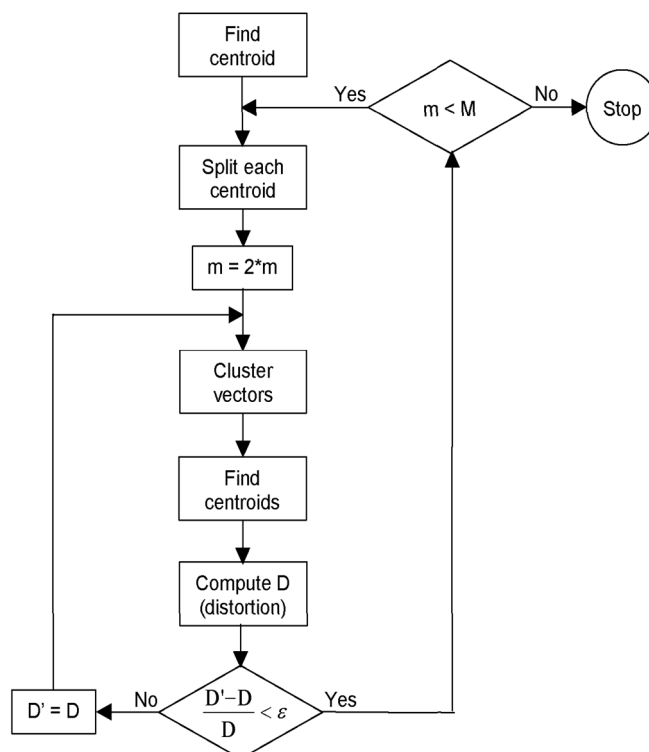 Find
centroid
Yes
m < M
No
Stop
Split each
centroid
m = 2*m
Cluster
vectors
Find
centroids
Compute D
(distortion)
D' = D
No
D'−D
D
< ε
Yes